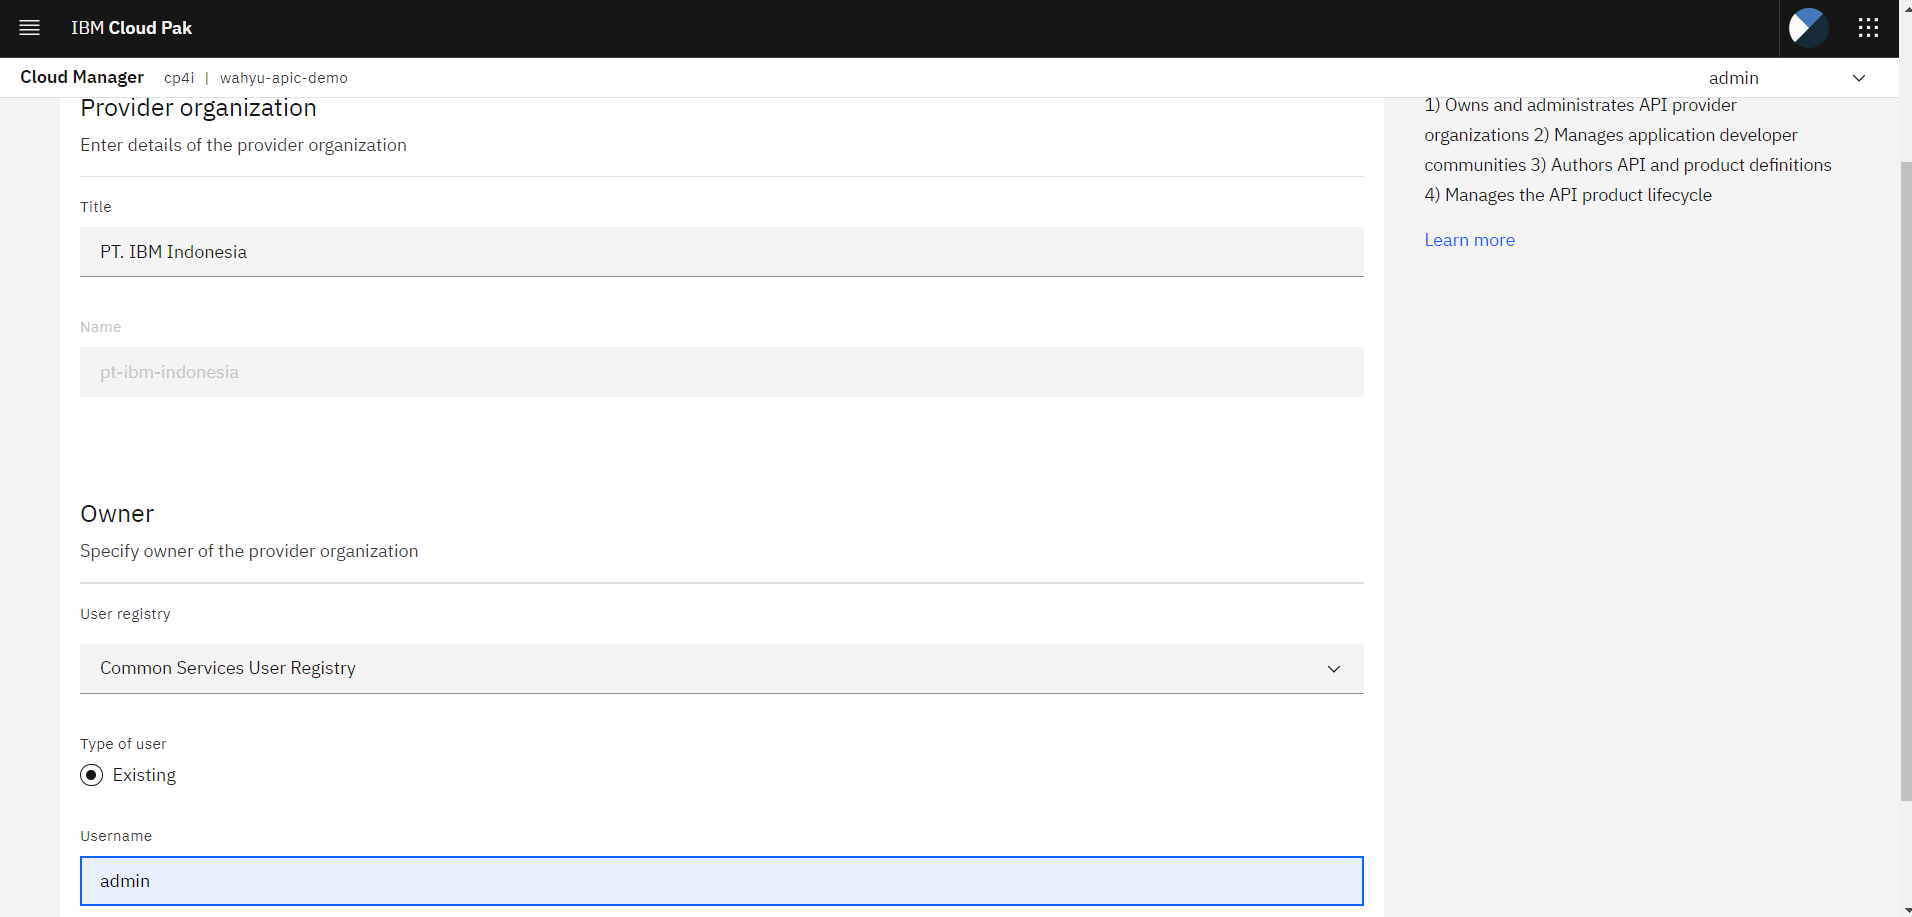 IBM Cloud Pak
Cloud Manager cp4i | wahyu-apic-demo admin
Provider organization
Enter details of the provider organization
Title
PT. IBM Indonesia
Name
pt-ibm-indonesia
Owner
Specify owner of the provider organization
User registry
Common Services User Registry
Type of user
Existing
Username
admin
1) Owns and administrates API provider
organizations 2) Manages application developer
communities 3) Authors API and product definitions
4) Manages the API product lifecycle
Learn more